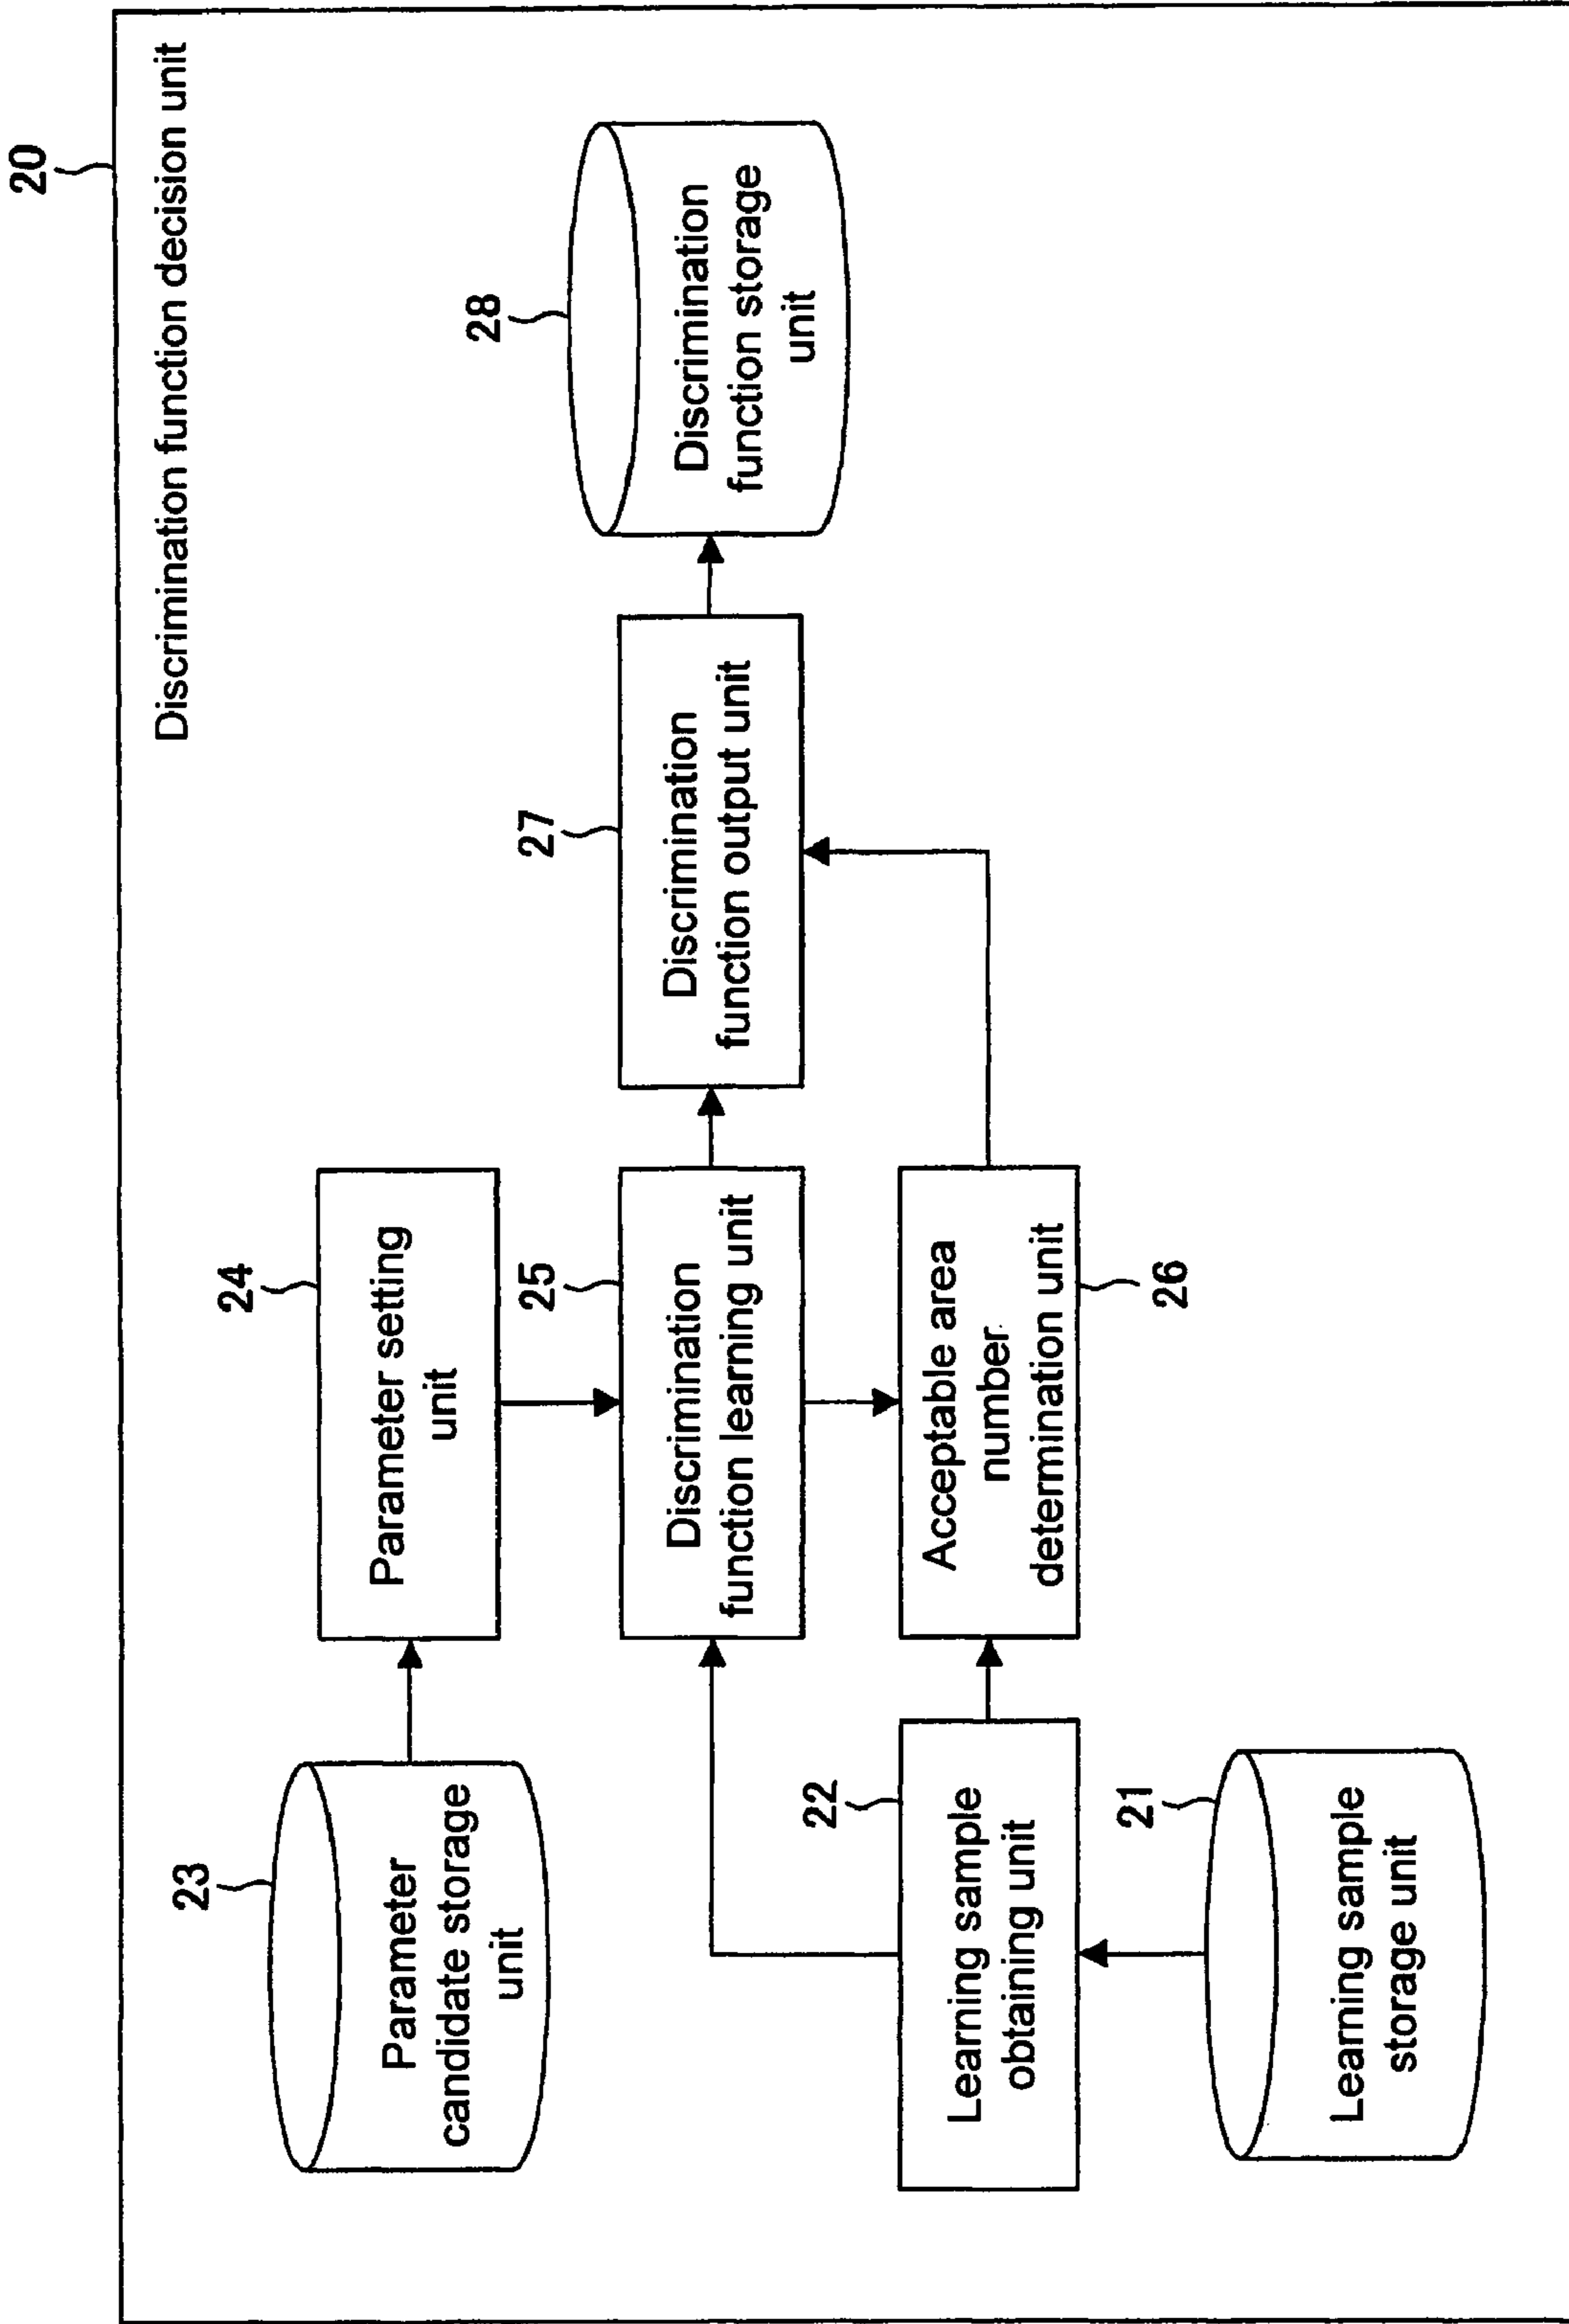 20
Discrimination function decision unit
23
Parameter
candidate storage
unit
24
Parameter setting
unit
25
Discrimination
function learning unit
27
Discrimination
function output unit
28
Discrimination
function storage
unit
22
Learning sample
obtaining unit
Acceptable area
number
determination unit
26
21
Learning sample
storage unit